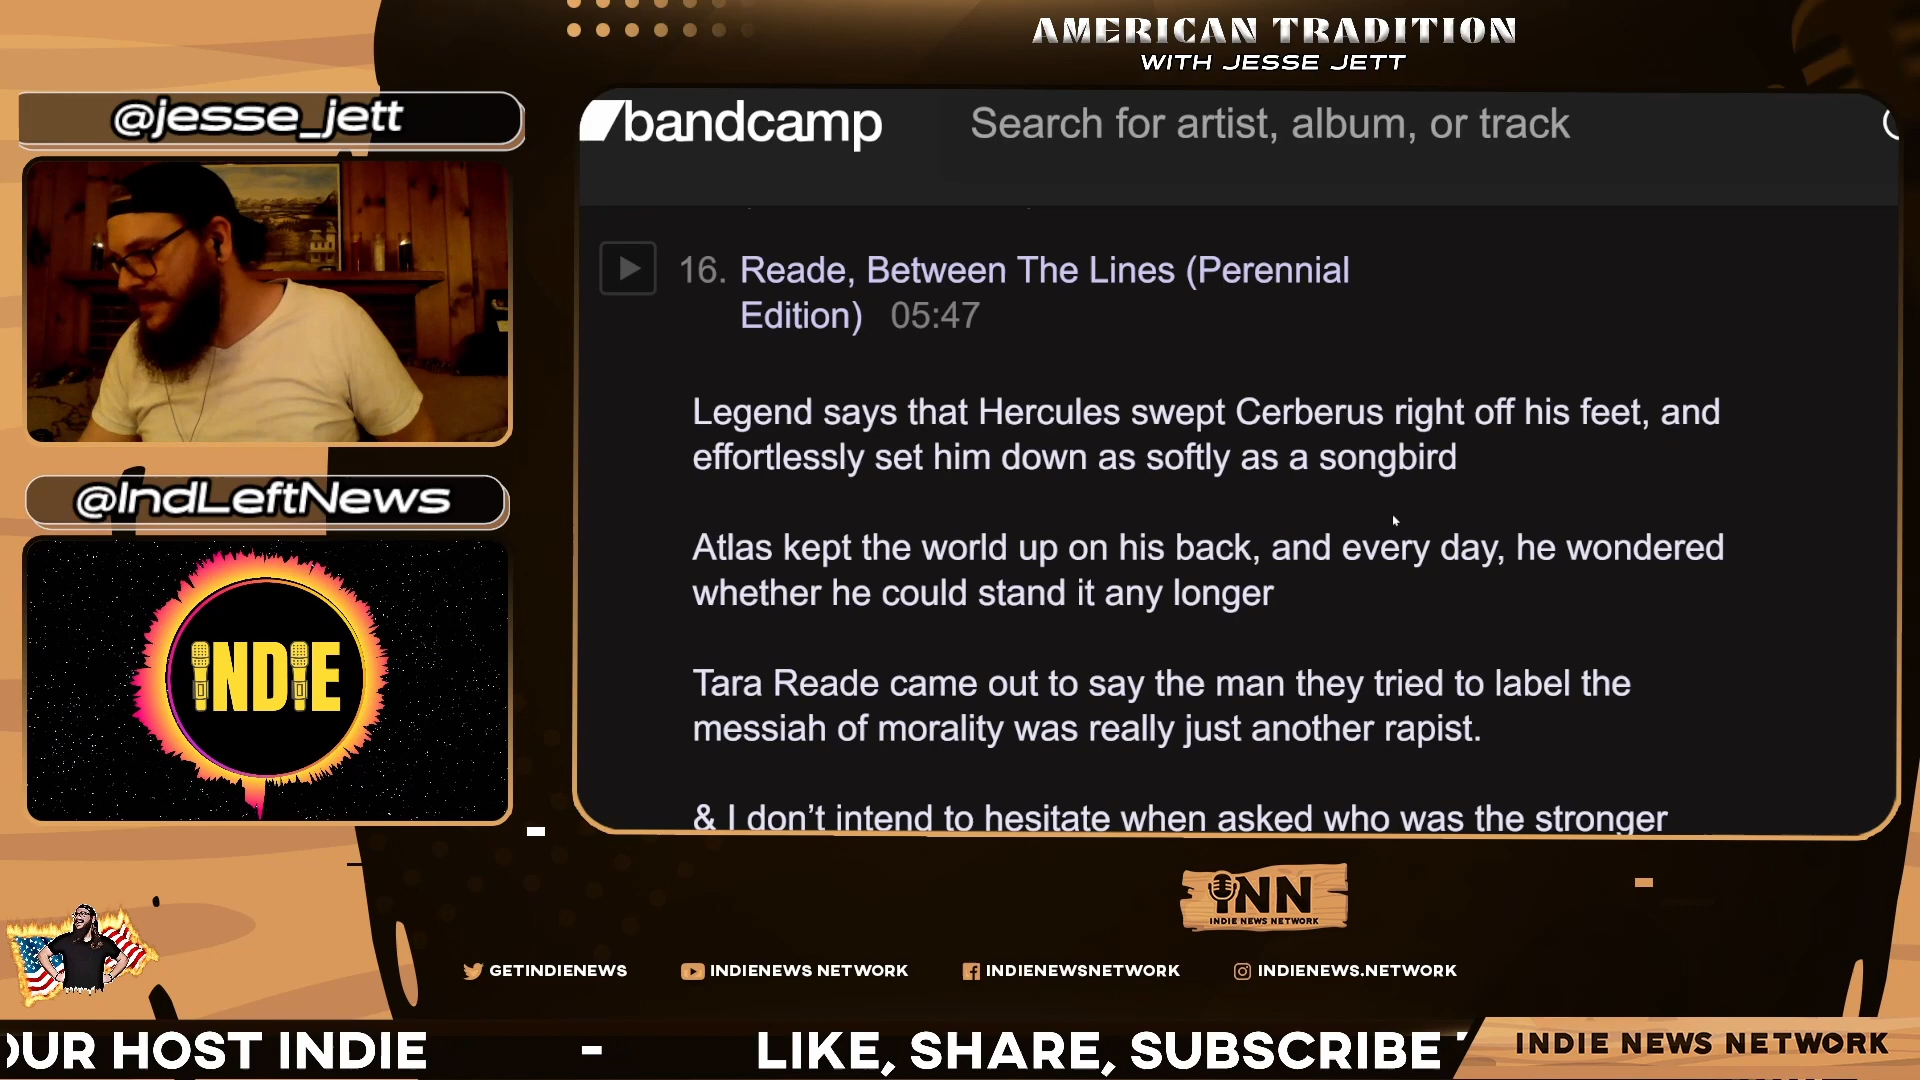 AMERICAN TRADITION
WITH JESSE JETT
@jesse_jett
bandcamp
Search for artist, album, or track
16. Reade, Between The Lines (Perennial
Edition) 05:47
Legend says that Hercules swept Cerberus right off his feet, and
effortlessly set him down as softly as a songbird
Atlas kept the world up on his back, and every day, he wondered
whether he could stand it any longer
Tara Reade came out to say the man they tried to label the
messiah of morality was really just another rapist.
& I don't intend to hesitate when asked who was the stronger
@IndLeftNews
INDIE
INN
INDIE NEWS NETWORK
GETINDIENEWS
INDIENEWS NETWORK
INDIENEWSNETWORK
INDIENEWS.NETWORK
OUR HOST INDIE - LIKE, SHARE, SUBSCRIBE
INDIE NEWS NETWORK